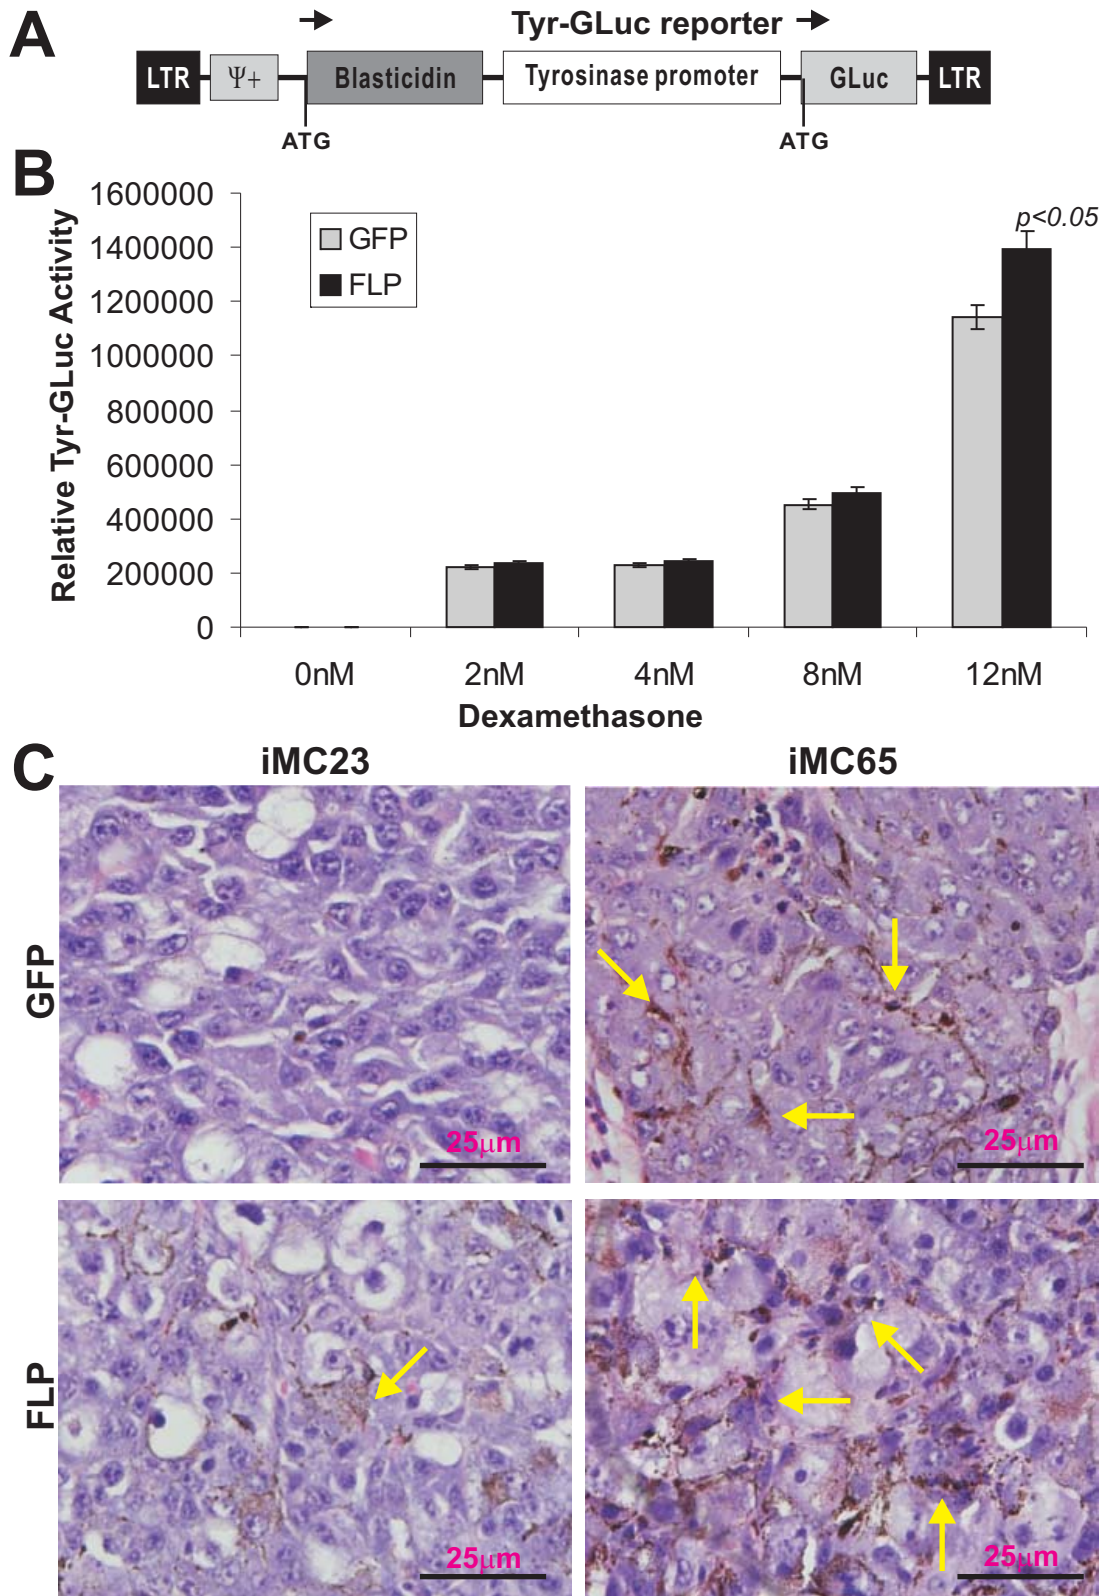 A
Tyr-GLuc reporter
LTR Ψ+ Blasticidin Tyrosinase promoter GLuc LTR
ATG ATG
B
Relative Tyr-GLuc Activity
1600000
1400000
1200000
1000000
800000
600000
400000
200000
0
GFP
FLP
p<0.05
0nM 2nM 4nM 8nM 12nM
Dexamethasone
C
iMC23 iMC65
GFP
25μm 25μm
FLP
25μm 25μm